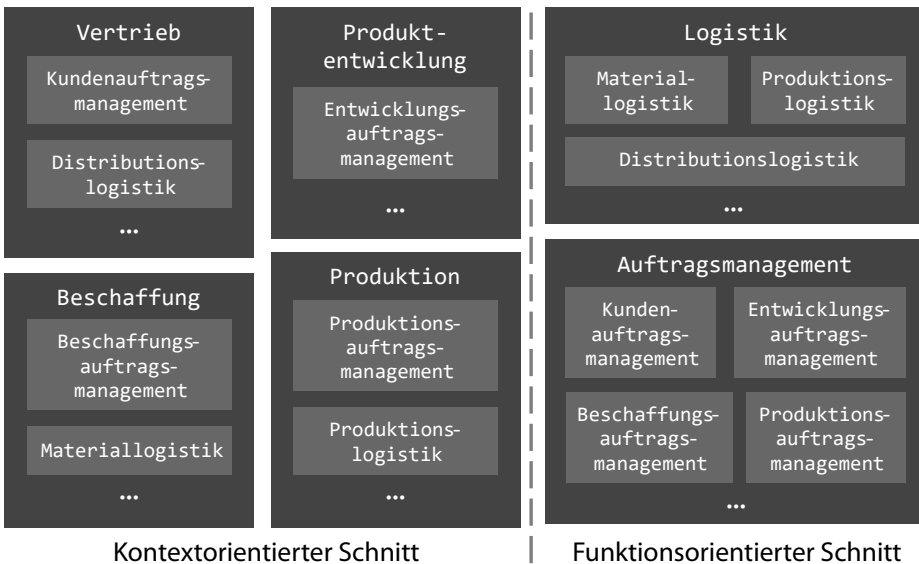 Vertrieb
Kundenauftrags-
management
Distributions-
logistik
...
Produkt-
entwicklung
Entwicklungs-
auftrags-
management
...
Beschaffung
Beschaffungs-
auftrags-
management
Materiallogistik
...
Produktion
Produktions-
auftrags-
management
Produktions-
logistik
...
Kontextorientierter Schnitt
Logistik
Material-
logistik
Produktions-
logistik
Distributionslogistik
...
Auftragsmanagement
Kunden-
auftrags-
management
Entwicklungs-
auftrags-
management
Beschaffungs-
auftrags-
management
Produktions-
auftrags-
management
...
Funktionsorientierter Schnitt